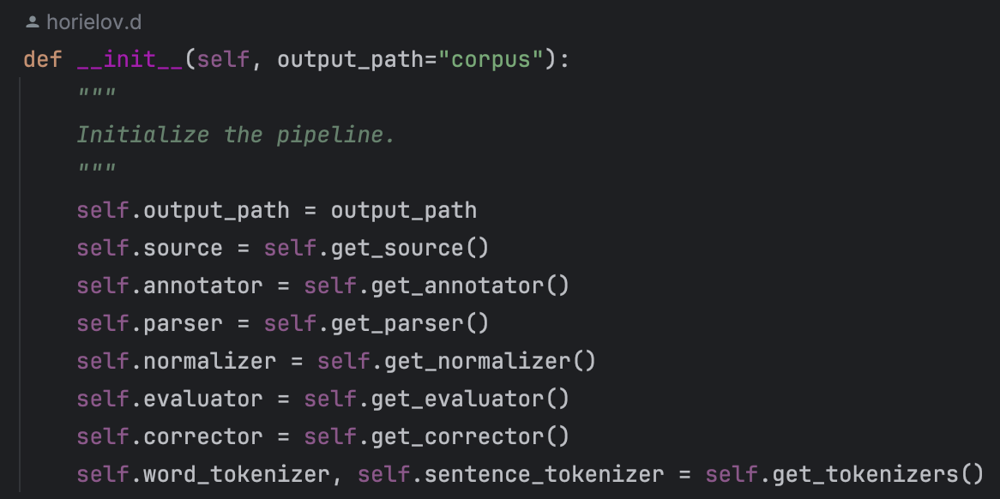 horielov.d
def __init__(self, output_path="corpus"):
    """
    Initialize the pipeline.
    """
    self.output_path = output_path
    self.source = self.get_source()
    self.annotator = self.get_annotator()
    self.parser = self.get_parser()
    self.normalizer = self.get_normalizer()
    self.evaluator = self.get_evaluator()
    self.corrector = self.get_corrector()
    self.word_tokenizer, self.sentence_tokenizer = self.get_tokenizers()